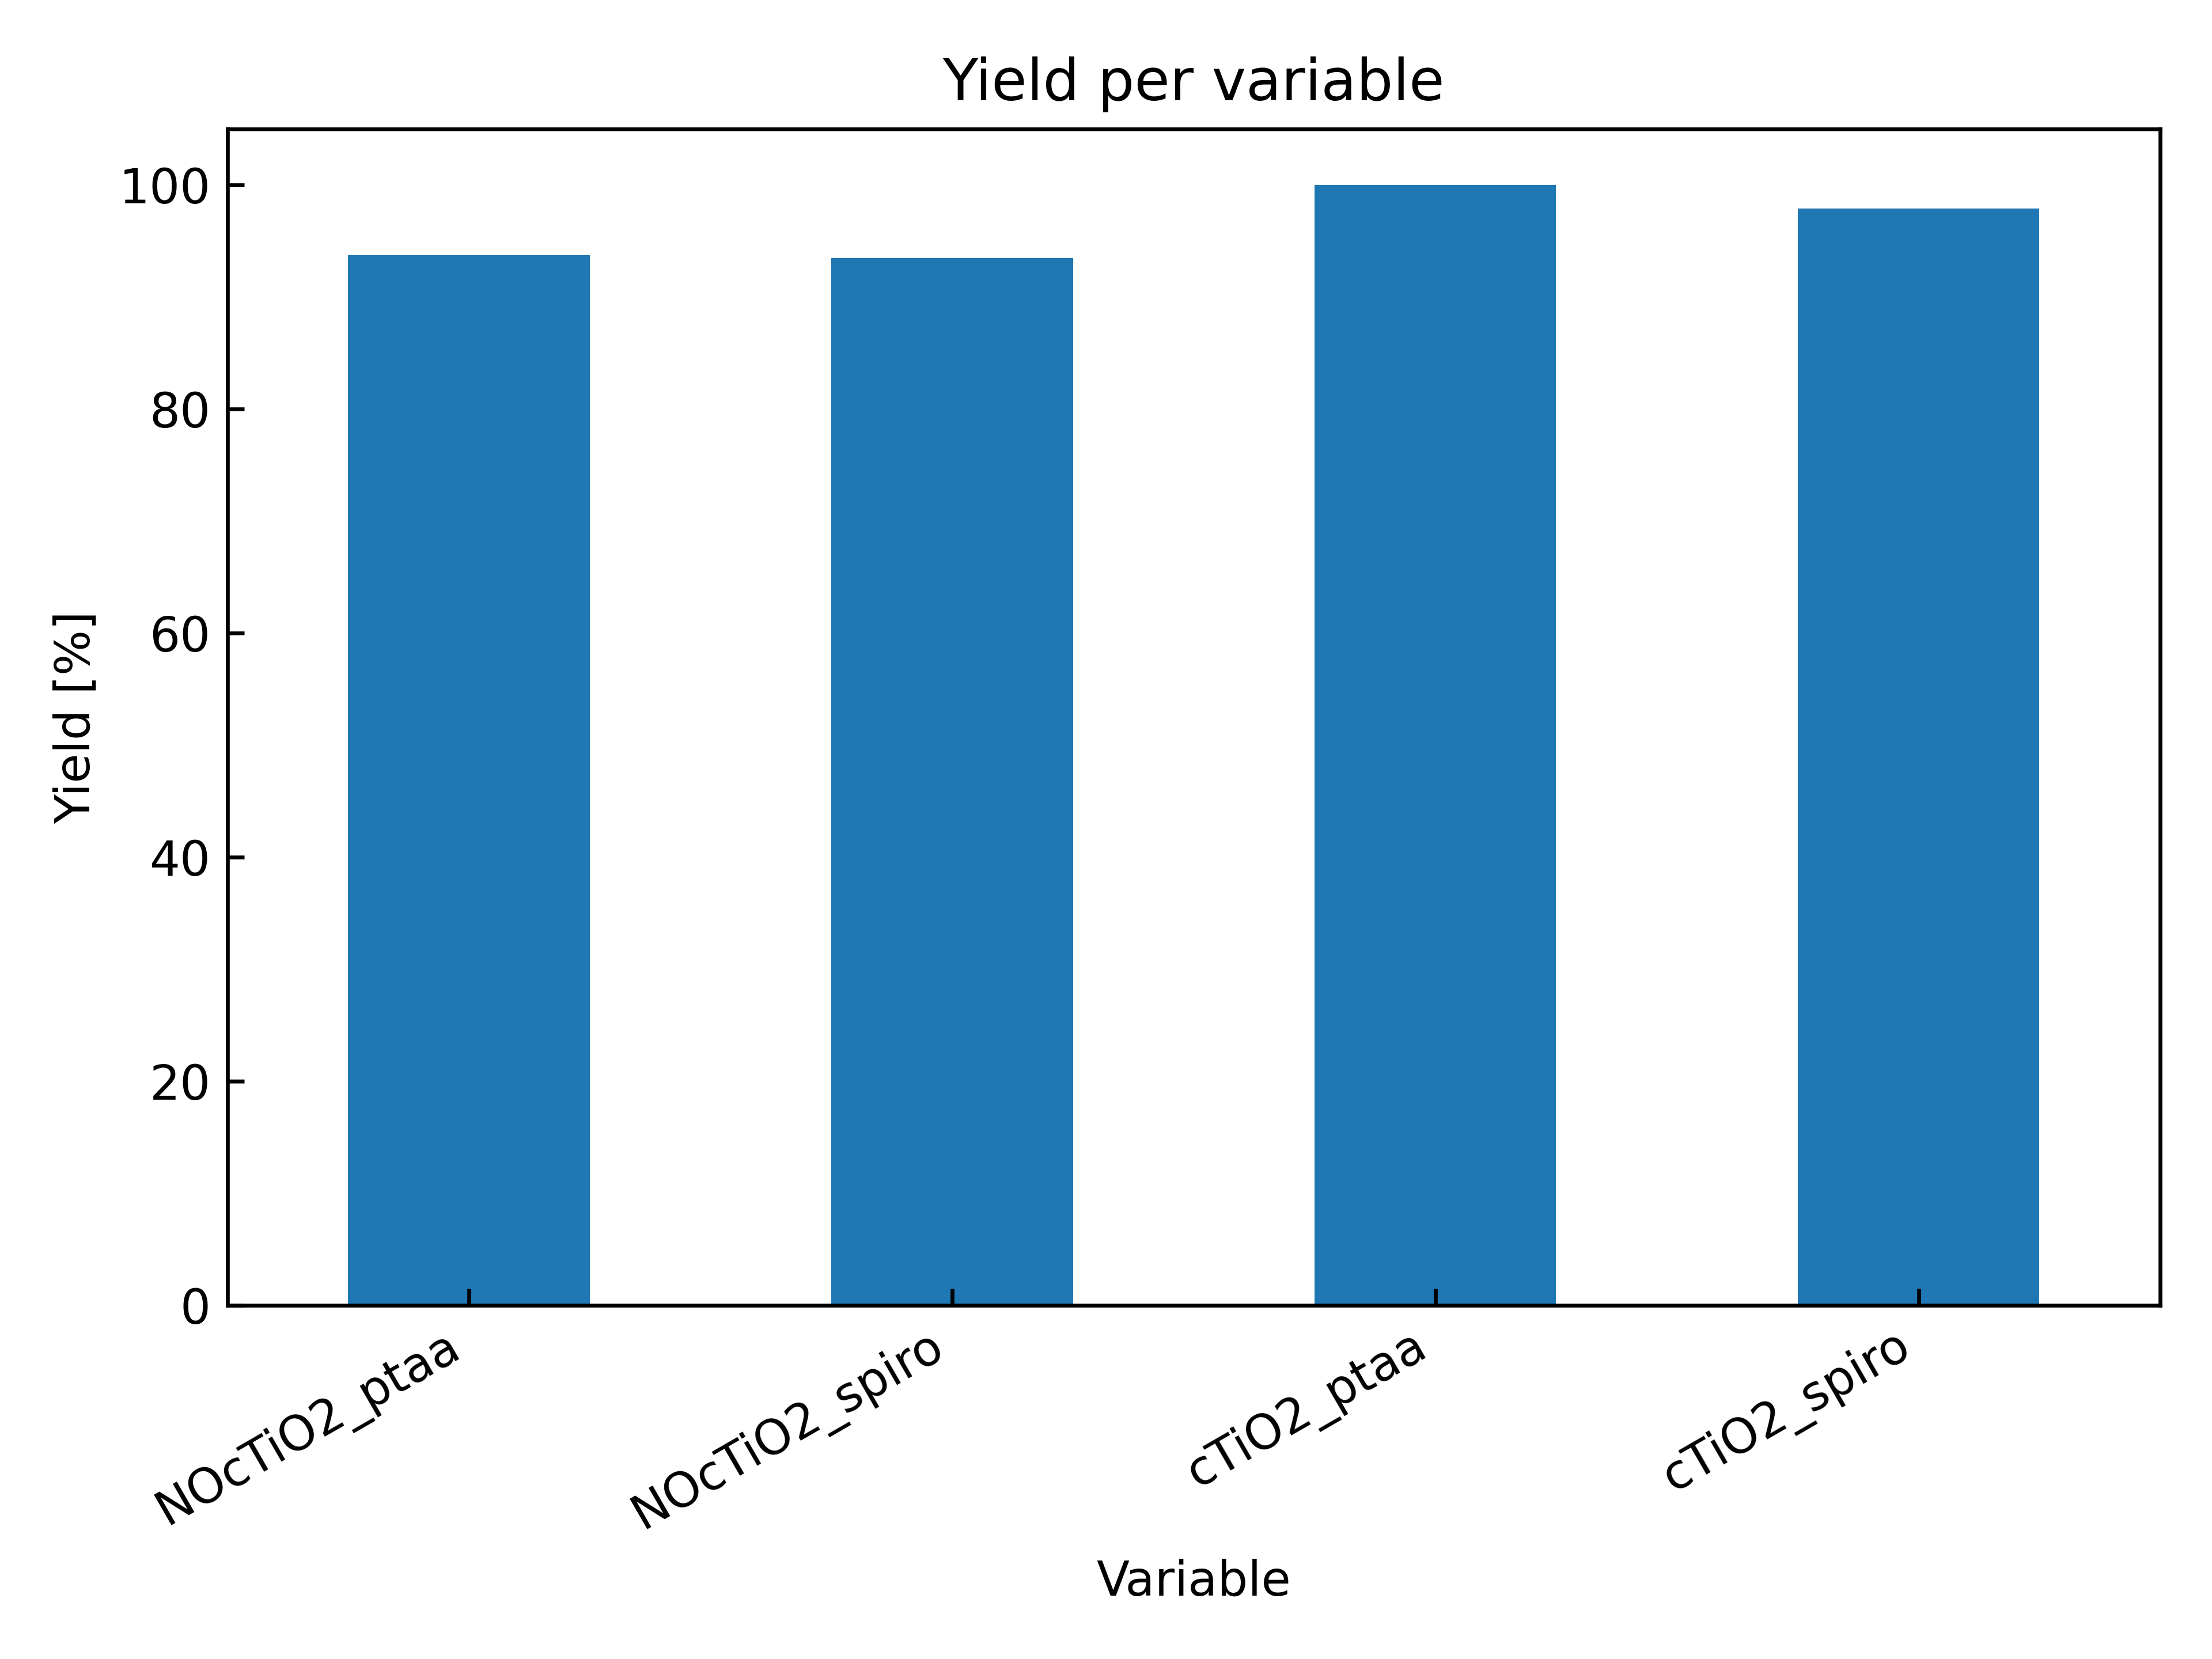 Yield per variable
100
80
60
40
20
0
Yield [%]
NOcTiO2_ptaa
NOcTiO2_spiro
cTiO2_ptaa
cTiO2_spiro
Variable